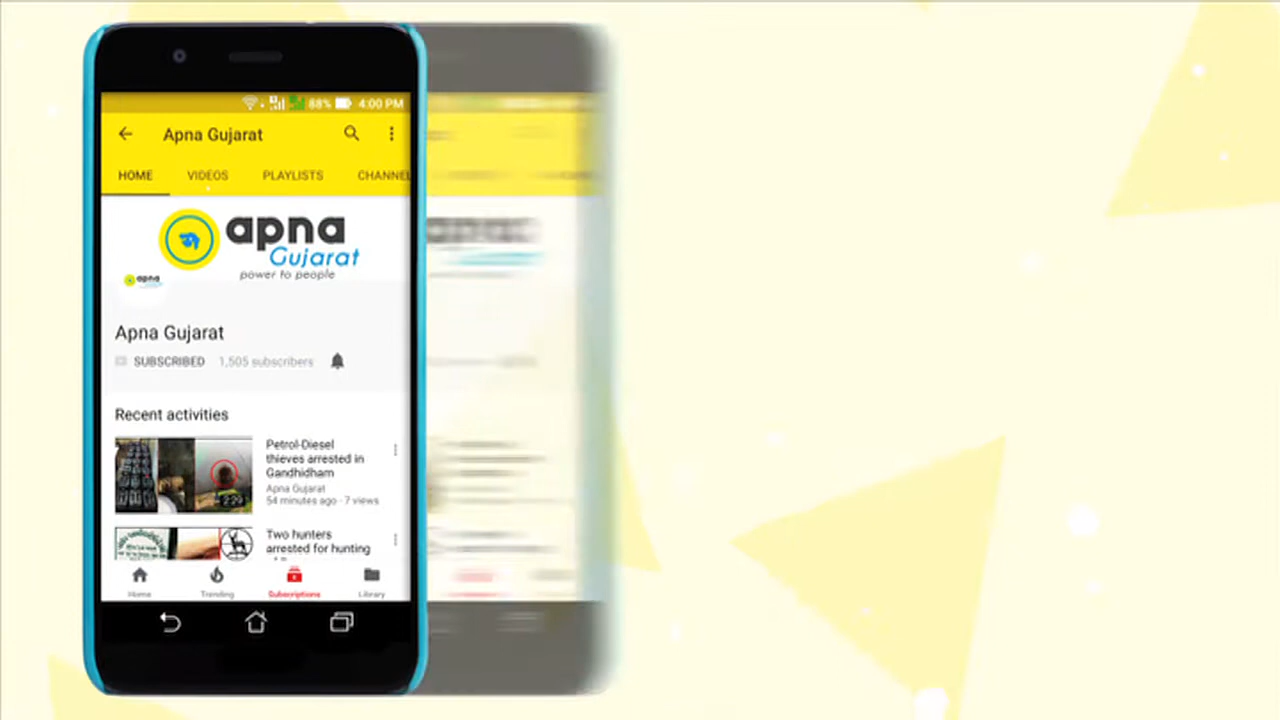 88% 4:00 PM
Apna Gujarat
HOME VIDEOS PLAYLISTS CHANNEL
apna
Gujarat
power to people
apna
Apna Gujarat
SUBSCRIBED 1,505 subscribers
Recent activities
Petrol-Diesel
thieves arrested in
Gandhidham
Apna Gujarat
54 minutes ago · 7 views
2:29
Two hunters
arrested for hunting
Home Trending Subscriptions Library